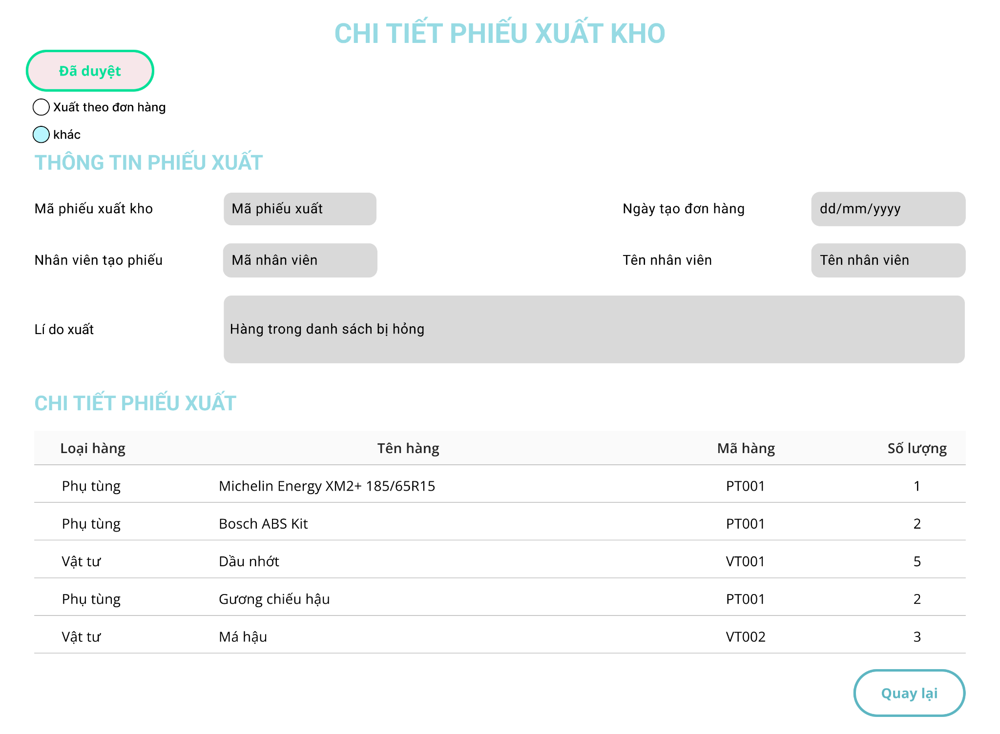 CHI TIẾT PHIẾU XUẤT KHO
Đã duyệt
Xuất theo đơn hàng
khác
THÔNG TIN PHIẾU XUẤT
Mã phiếu xuất kho Mã phiếu xuất Ngày tạo đơn hàng dd/mm/yyyy
Nhân viên tạo phiếu Mã nhân viên Tên nhân viên Tên nhân viên
Lí do xuất Hàng trong danh sách bị hỏng
CHI TIẾT PHIẾU XUẤT
Loại hàng Tên hàng Mã hàng Số lượng
Phụ tùng Michelin Energy XM2+ 185/65R15 PT001 1
Phụ tùng Bosch ABS Kit PT001 2
Vật tư Dầu nhớt VT001 5
Phụ tùng Gương chiếu hậu PT001 2
Vật tư Má hậu VT002 3
Quay lại